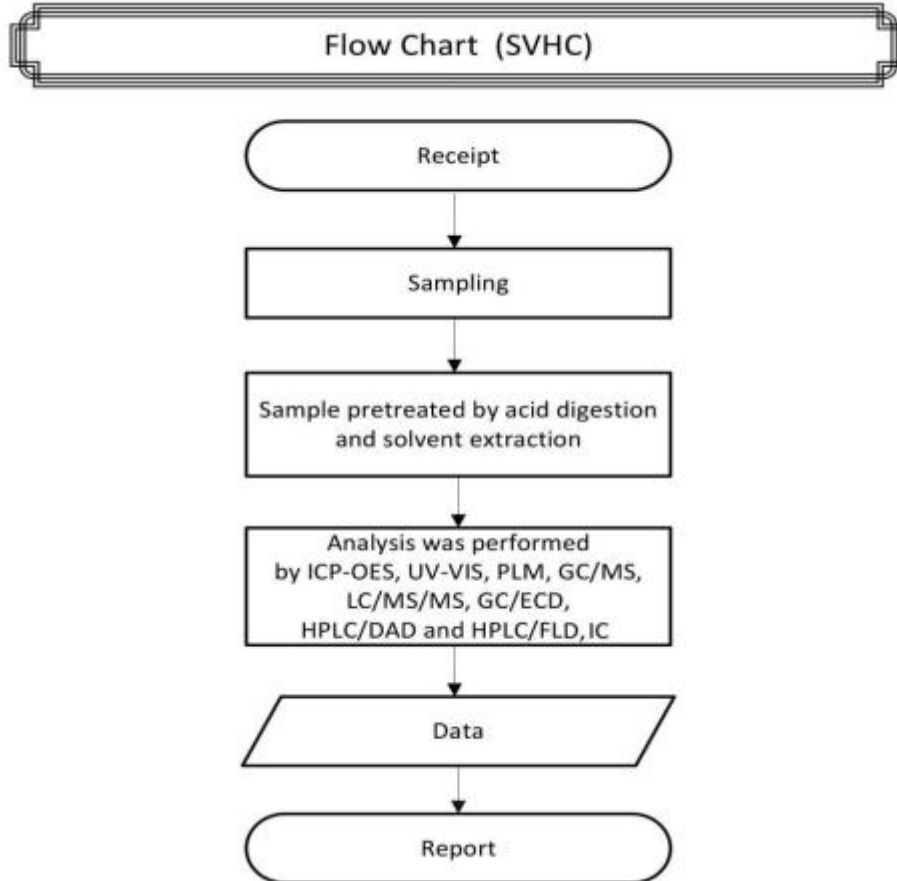 Flow Chart (SVHC)
Receipt
Sampling
Sample pretreated by acid digestion
and solvent extraction
Analysis was performed
by ICP-OES, UV-VIS, PLM, GC/MS,
LC/MS/MS, GC/ECD,
HPLC/DAD and HPLC/FLD, IC
Data
Report